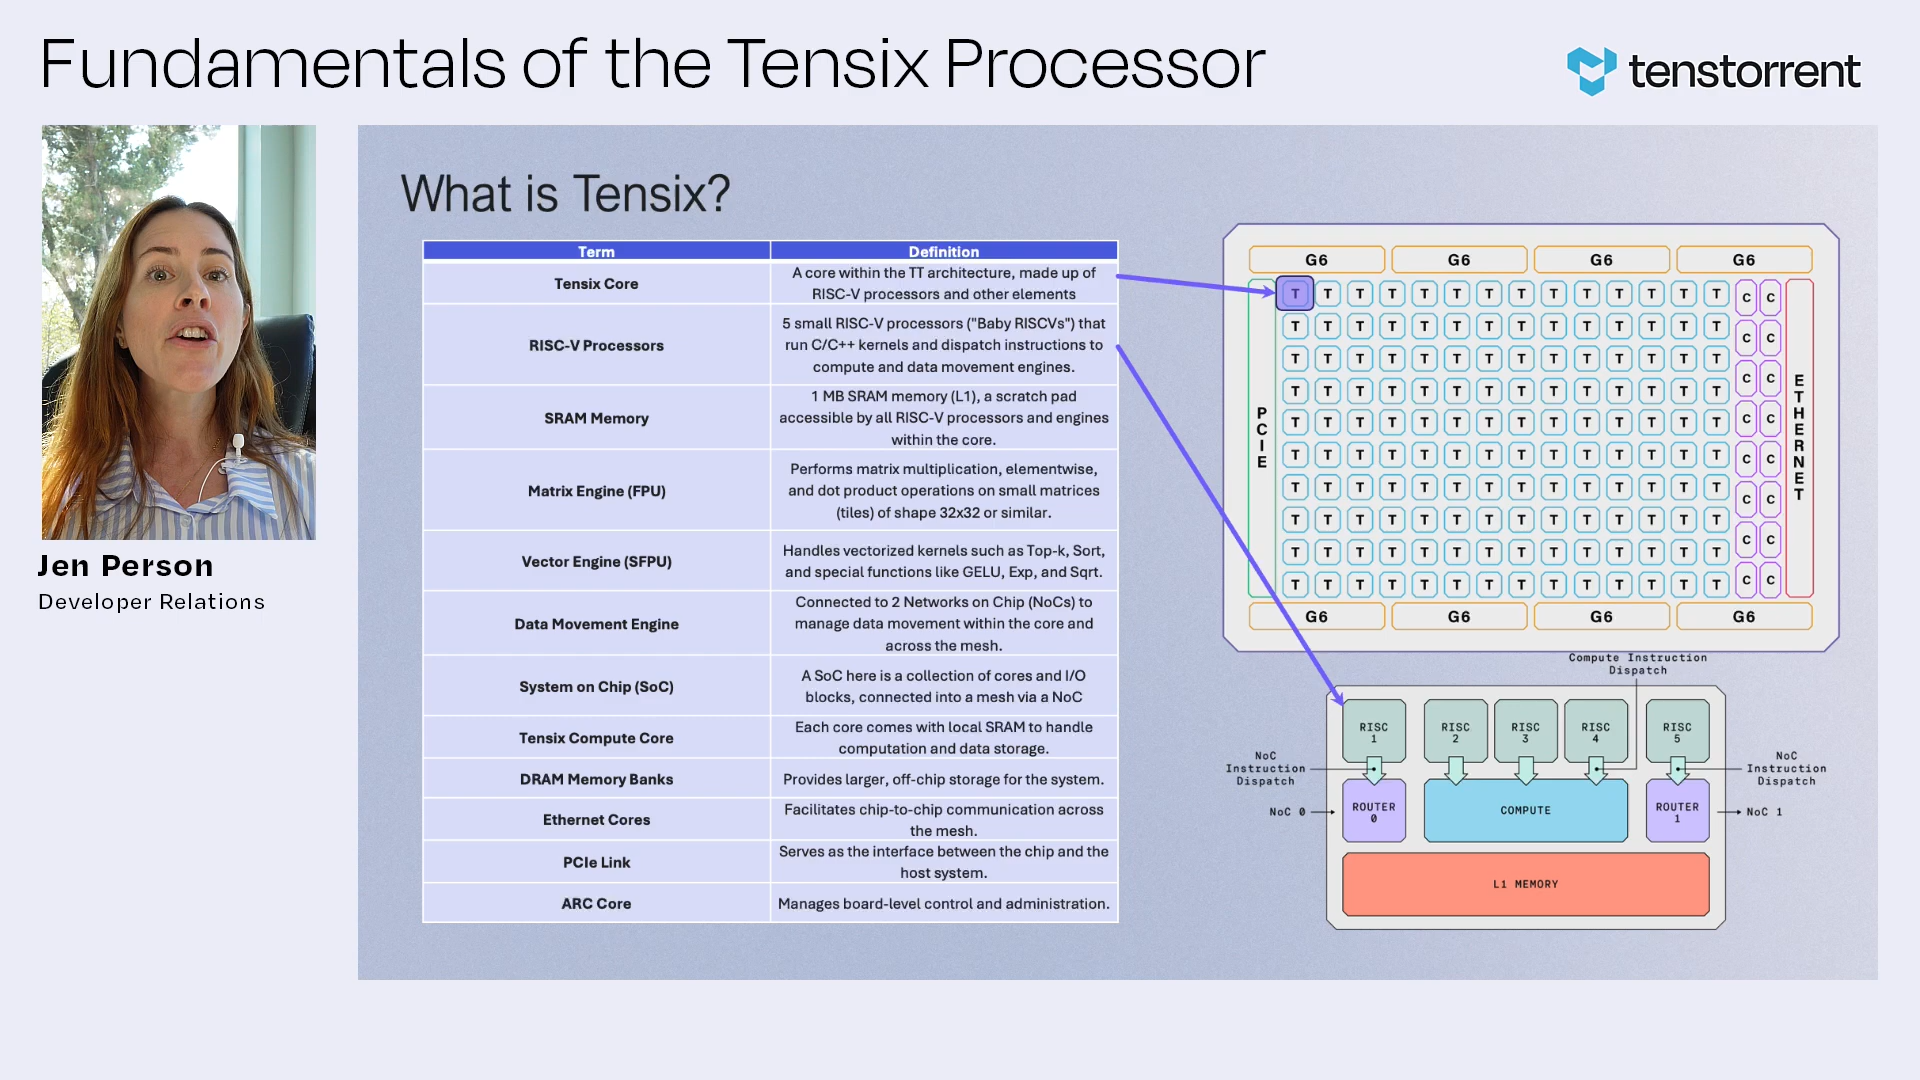 Fundamentals of the Tensix Processor
tenstorrent
Jen Person
Developer Relations
What is Tensix?
Term
Definition
Tensix Core
A core within the TT architecture, made up of
RISC-V processors and other elements
RISC-V Processors
5 small RISC-V processors ("Baby RISCVs") that
run C/C++ kernels and dispatch instructions to
compute and data movement engines.
SRAM Memory
1 MB SRAM memory (L1), a scratch pad
accessible by all RISC-V processors and engines
within the core.
Matrix Engine (FPU)
Performs matrix multiplication, elementwise,
and dot product operations on small matrices
(tiles) of shape 32x32 or similar.
Vector Engine (SFPU)
Handles vectorized kernels such as Top-k, Sort,
and special functions like GELU, Exp, and Sqrt.
Data Movement Engine
Connected to 2 Networks on Chip (NoCs) to
manage data movement within the core and
across the mesh.
System on Chip (SoC)
A SoC here is a collection of cores and I/O
blocks, connected into a mesh via a NoC
Tensix Compute Core
Each core comes with local SRAM to handle
computation and data storage.
DRAM Memory Banks
Provides larger, off-chip storage for the system.
Ethernet Cores
Facilitates chip-to-chip communication across
the mesh.
PCIe Link
Serves as the interface between the chip and the
host system.
ARC Core
Manages board-level control and administration.
G6 G6 G6 G6
PCIE
T T T T T T T T T T T T T T
T T T T T T T T T T T T T T
T T T T T T T T T T T T T T
T T T T T T T T T T T T T T
T T T T T T T T T T T T T T
T T T T T T T T T T T T T T
T T T T T T T T T T T T T T
T T T T T T T T T T T T T T
T T T T T T T T T T T T T T
T T T T T T T T T T T T T T
C C
C C
C C
C C
C C
C C
C C
C C
ETHERNET
G6 G6 G6 G6
Compute Instruction
Dispatch
RISC
1
RISC
2
RISC
3
RISC
4
RISC
5
NoC
Instruction
Dispatch
NoC
Instruction
Dispatch
NoC 0
ROUTER
0
COMPUTE
ROUTER
1
NoC 1
L1 MEMORY